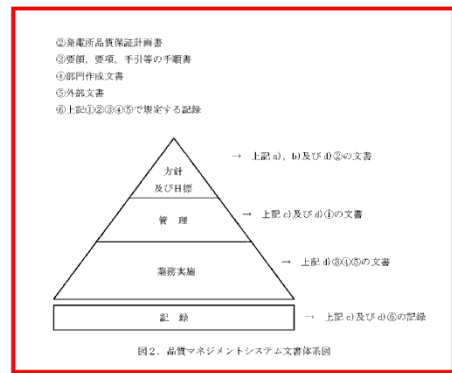 ②発電所品質保証計画書
③要領，要項，手引等の手順書
④部門作成文書
⑤外部文書
⑥上記①②③④⑤で規定する記録
方針
及び目標
→ 上記 a)，b)及び d)②の文書
管 理
→ 上記 c)及び d)①の文書
業務実施
→ 上記 d)③④⑤の文書
記 録
→ 上記 c)及び d)⑥の記録
図２．品質マネジメントシステム文書体系図